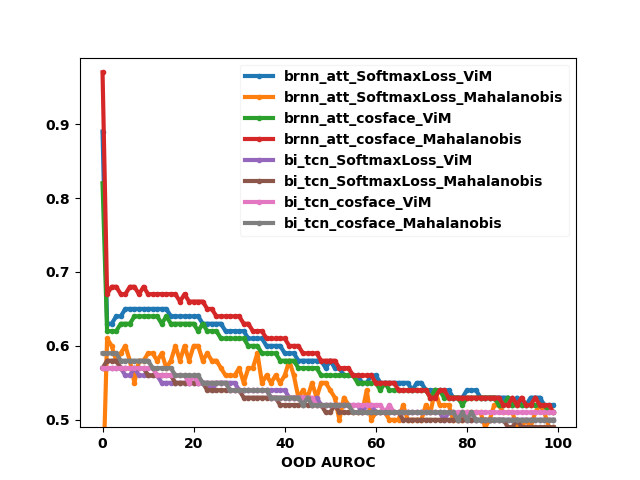 brnn_att_SoftmaxLoss_ViM
brnn_att_SoftmaxLoss_Mahalanobis
brnn_att_cosface_ViM
brnn_att_cosface_Mahalanobis
bi_tcn_SoftmaxLoss_ViM
bi_tcn_SoftmaxLoss_Mahalanobis
bi_tcn_cosface_ViM
bi_tcn_cosface_Mahalanobis
0.9
0.8
0.7
0.6
0.5
0 20 40 60 80 100
OOD AUROC